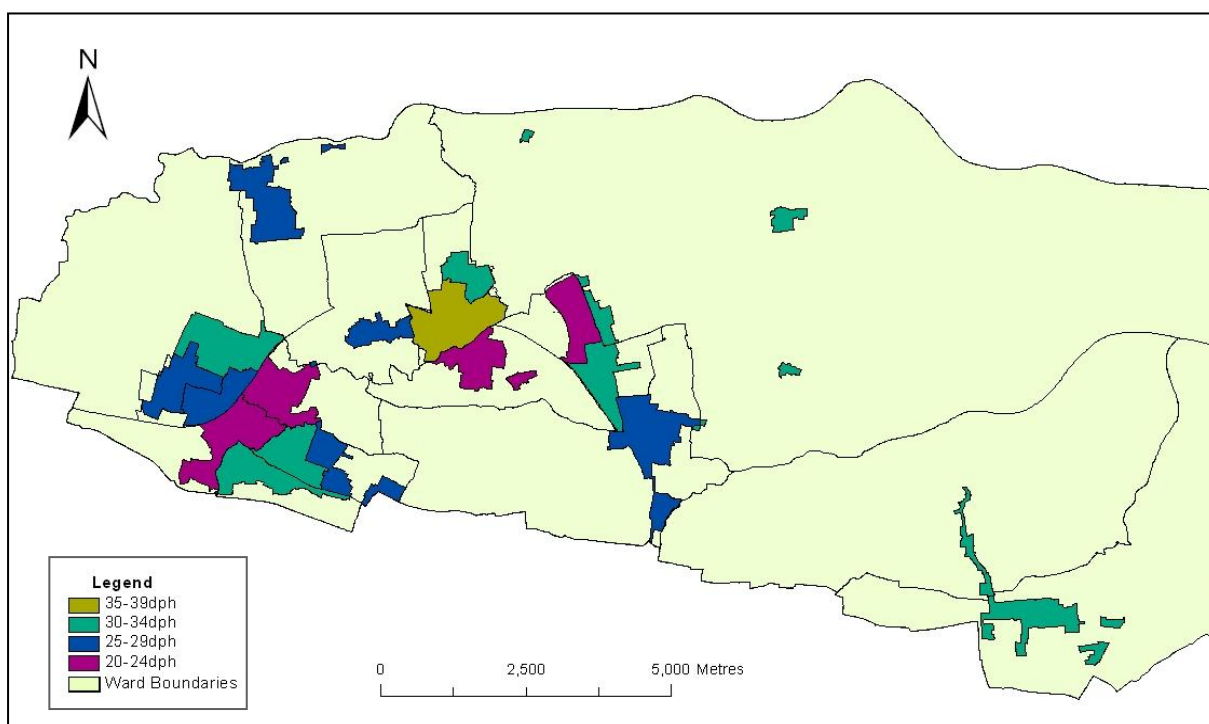 N
Legend
35-39dph
30-34dph
25-29dph
20-24dph
Ward Boundaries
0 2,500 5,000 Metres